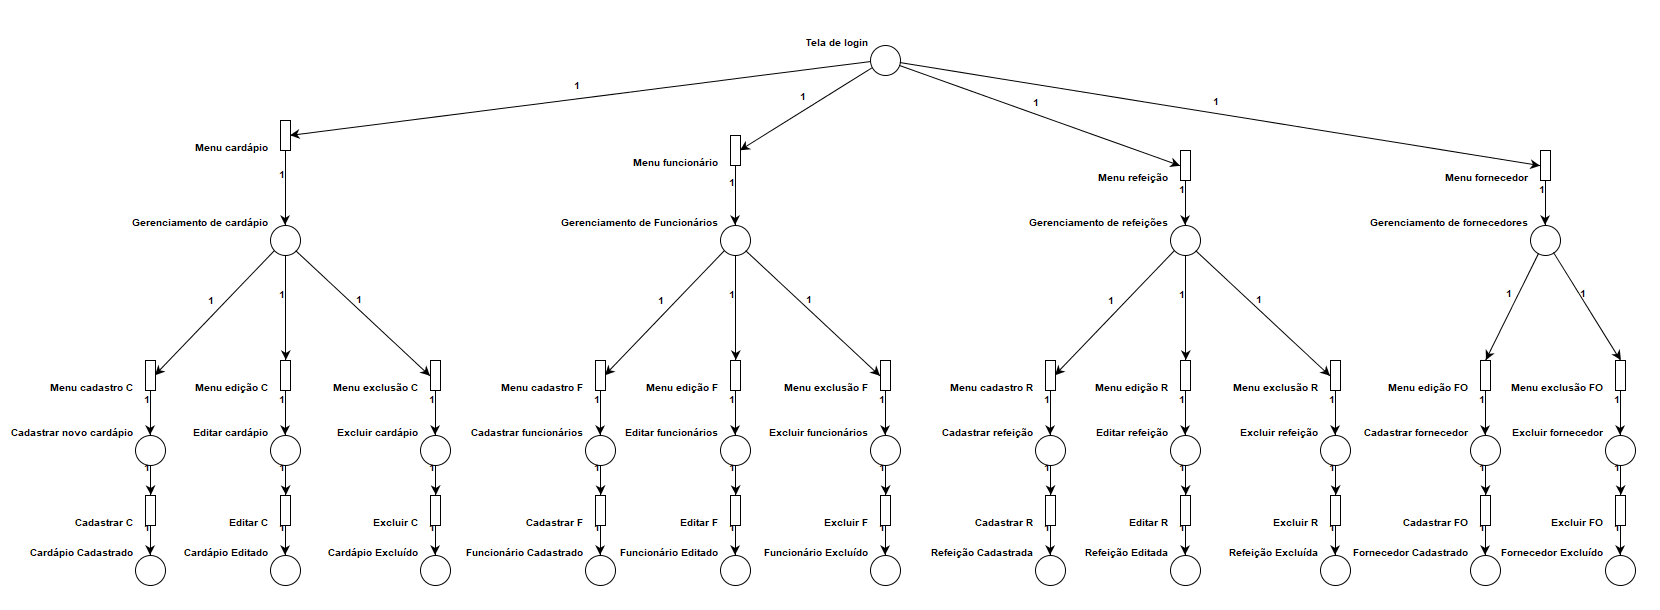 Tela de login
1
1
1
1
Menu cardápio
Menu funcionário
Menu refeição
Menu fornecedor
1
1
1
1
Gerenciamento de cardápio
Gerenciamento de Funcionários
Gerenciamento de refeições
Gerenciamento de fornecedores
1
1
1
1
1
1
1
1
1
1
1
Menu cadastro C
Menu edição C
Menu exclusão C
Menu cadastro F
Menu edição F
Menu exclusão F
Menu cadastro R
Menu edição R
Menu exclusão R
Menu edição FO
Menu exclusão FO
1
1
1
1
1
1
1
1
1
1
1
Cadastrar novo cardápio
Editar cardápio
Excluir cardápio
Cadastrar funcionários
Editar funcionários
Excluir funcionários
Cadastrar refeição
Editar refeição
Excluir refeição
Cadastrar fornecedor
Excluir fornecedor
1
1
1
1
1
1
1
1
1
1
1
Cadastrar C
Editar C
Excluir C
Cadastrar F
Editar F
Excluir F
Cadastrar R
Editar R
Excluir R
Cadastrar FO
Excluir FO
1
1
1
1
1
1
1
1
1
1
1
Cardápio Cadastrado
Cardápio Editado
Cardápio Excluído
Funcionário Cadastrado
Funcionário Editado
Funcionário Excluído
Refeição Cadastrada
Refeição Editada
Refeição Excluída
Fornecedor Cadastrado
Fornecedor Excluído